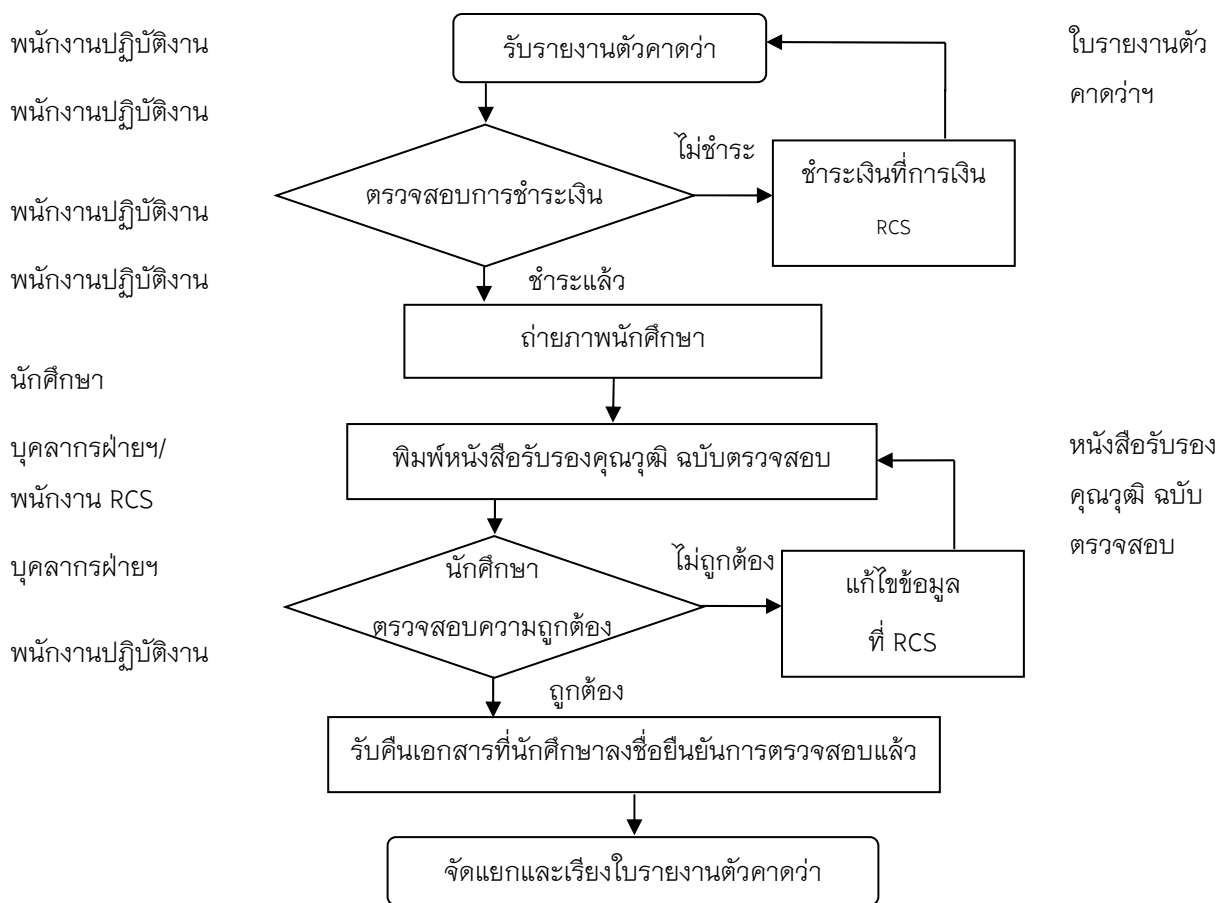 พนักงานปฏิบัติงาน
รับรายงานตัวคาดว่า
ใบรายงานตัว
คาดว่าฯ
พนักงานปฏิบัติงาน
ไม่ชำระ
ชำระเงินที่การเงิน
RCS
ตรวจสอบการชำระเงิน
พนักงานปฏิบัติงาน
พนักงานปฏิบัติงาน
ชำระแล้ว
ถ่ายภาพนักศึกษา
นักศึกษา
บุคลากรฝ่ายฯ/
พนักงาน RCS
พิมพ์หนังสือรับรองคุณวุฒิ ฉบับตรวจสอบ
หนังสือรับรอง
คุณวุฒิ ฉบับ
ตรวจสอบ
บุคลากรฝ่ายฯ
นักศึกษา
ตรวจสอบความถูกต้อง
ไม่ถูกต้อง
แก้ไขข้อมูล
ที่ RCS
พนักงานปฏิบัติงาน
ถูกต้อง
รับคืนเอกสารที่นักศึกษาลงชื่อยืนยันการตรวจสอบแล้ว
จัดแยกและเรียงใบรายงานตัวคาดว่า